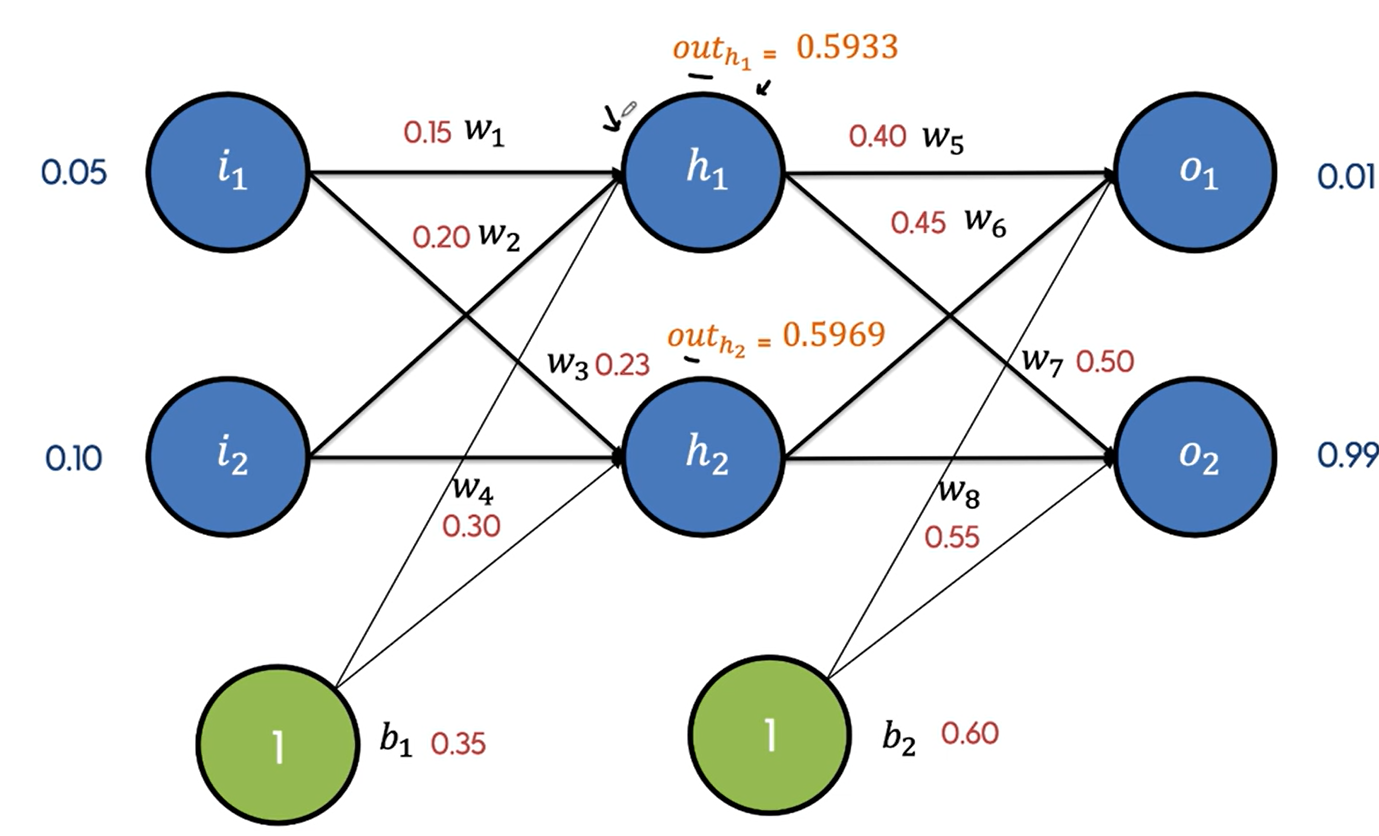 out_h₁ = 0.5933
0.15 w₁
0.40 w₅
0.05
i₁
h₁
o₁
0.01
0.20 w₂
0.45 w₆
out_h₂ = 0.5969
w₃ 0.23
w₇ 0.50
0.10
i₂
h₂
o₂
0.99
w₄
0.30
w₈
0.55
1
b₁ 0.35
1
b₂ 0.60